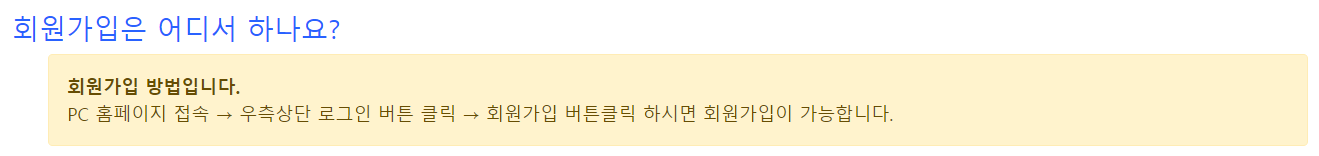 회원가입은 어디서 하나요?
회원가입 방법입니다.
PC 홈페이지 접속 → 우측상단 로그인 버튼 클릭 → 회원가입 버튼클릭 하시면 회원가입이 가능합니다.